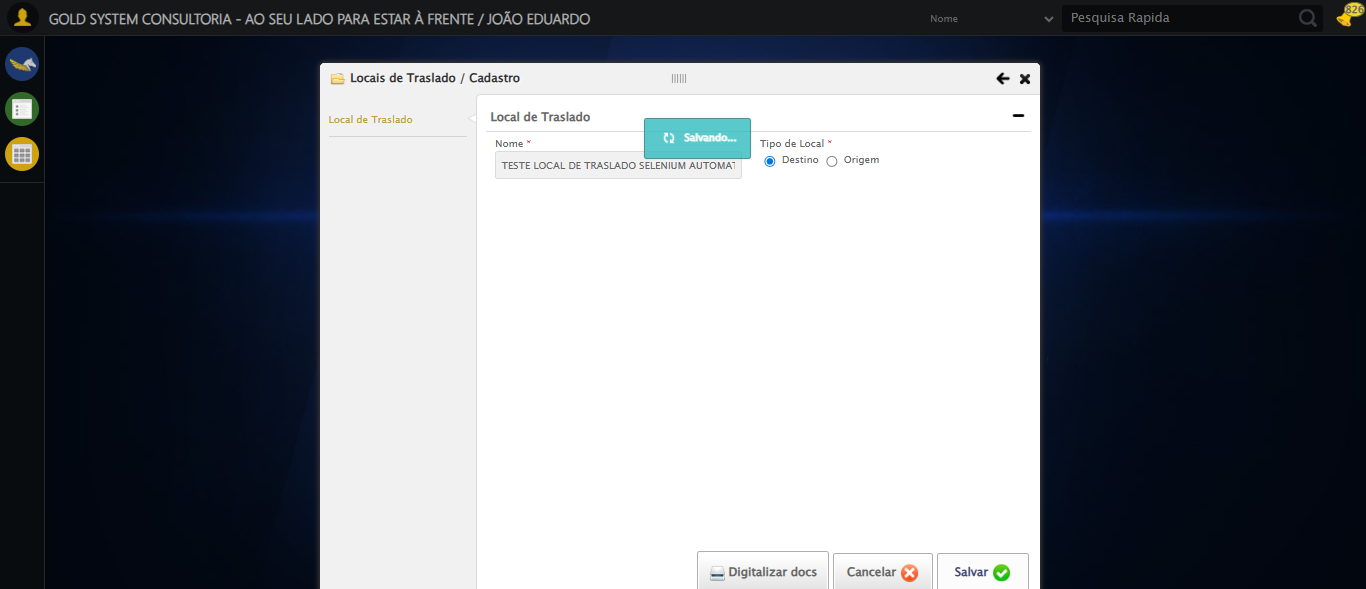 GOLD SYSTEM CONSULTORIA - AO SEU LADO PARA ESTAR À FRENTE / JOÃO EDUARDO
Nome
Pesquisa Rapida
826
Locais de Traslado / Cadastro
Local de Traslado
Local de Traslado
Salvando...
Nome *
Tipo de Local *
TESTE LOCAL DE TRASLADO SELENIUM AUTOMAT
Destino
Origem
Digitalizar docs
Cancelar
Salvar